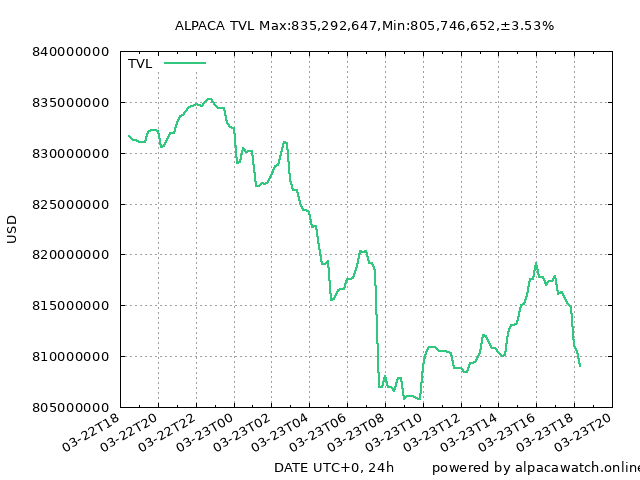 ALPACA TVL Max:835,292,647,Min:805,746,652,±3.53%
840000000
TVL
835000000
830000000
825000000
820000000
815000000
810000000
805000000
USD
03-22T18
03-22T20
03-22T22
03-23T00
03-23T02
03-23T04
03-23T06
03-23T08
03-23T10
03-23T12
03-23T14
03-23T16
03-23T18
03-23T20
DATE UTC+0, 24h
powered by alpacawatch.online